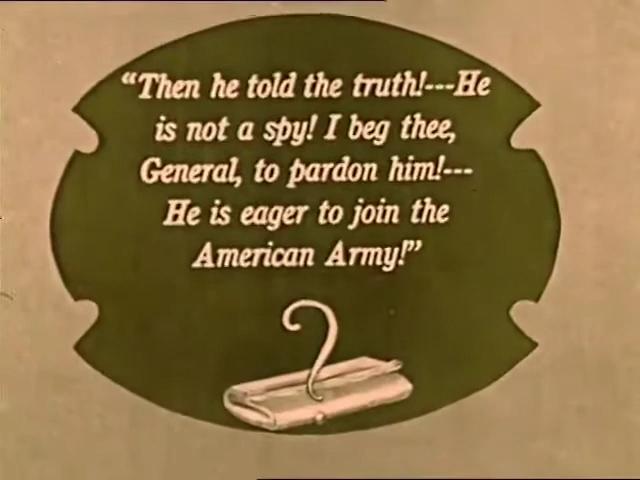 “Then he told the truth!---He
is not a spy! I beg thee,
General, to pardon him!---
He is eager to join the
American Army!”